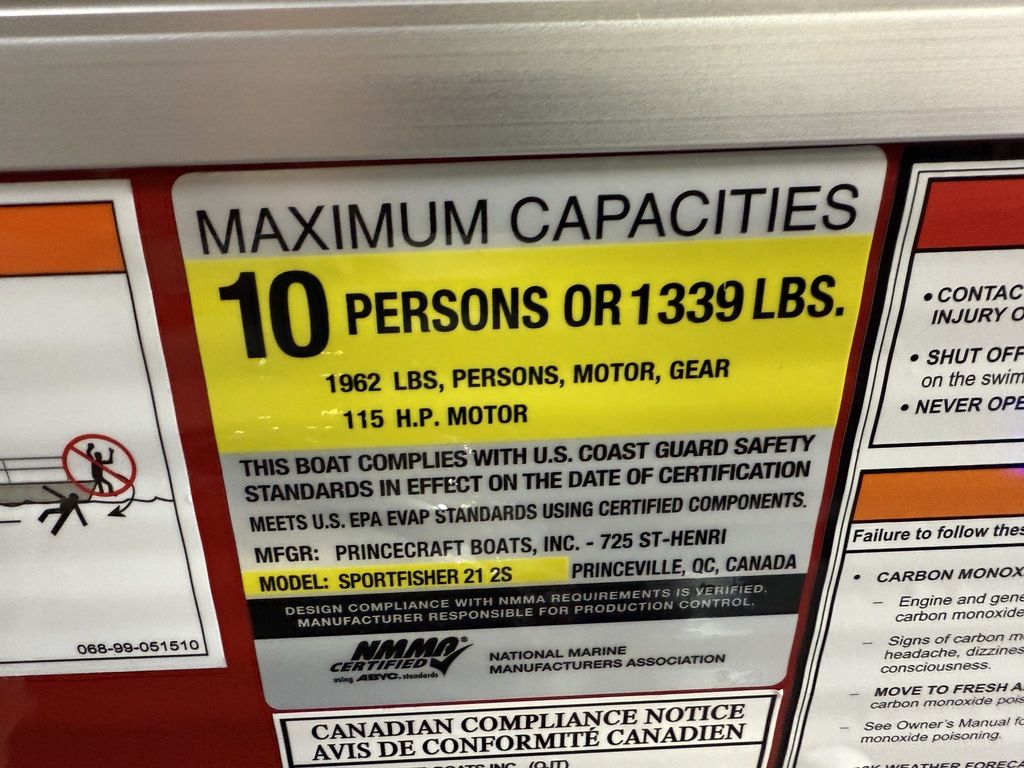 MAXIMUM CAPACITIES
10 PERSONS OR 1339 LBS.
1962 LBS, PERSONS, MOTOR, GEAR
115 H.P. MOTOR
THIS BOAT COMPLIES WITH U.S. COAST GUARD SAFETY
STANDARDS IN EFFECT ON THE DATE OF CERTIFICATION
MEETS U.S. EPA EVAP STANDARDS USING CERTIFIED COMPONENTS.
MFGR: PRINCECRAFT BOATS, INC. - 725 ST-HENRI
MODEL: SPORTFISHER 21 2S PRINCEVILLE, QC, CANADA
DESIGN COMPLIANCE WITH NMMA REQUIREMENTS IS VERIFIED.
MANUFACTURER RESPONSIBLE FOR PRODUCTION CONTROL.
NMMA®
CERTIFIED
using ABYC. standards
NATIONAL MARINE
MANUFACTURERS ASSOCIATION
CANADIAN COMPLIANCE NOTICE
AVIS DE CONFORMITÉ CANADIEN
BOATS INC.
068-99-051510
• CONTAC
INJURY O
• SHUT OFF
on the swim
• NEVER OPE
Failure to follow thes
• CARBON MONOX
– Engine and gene
carbon monoxide
– Signs of carbon m
headache, dizzines
consciousness.
– MOVE TO FRESH A
carbon monoxide pois
– See Owner's Manual fo
monoxide poisoning.
WEATHER FORECA